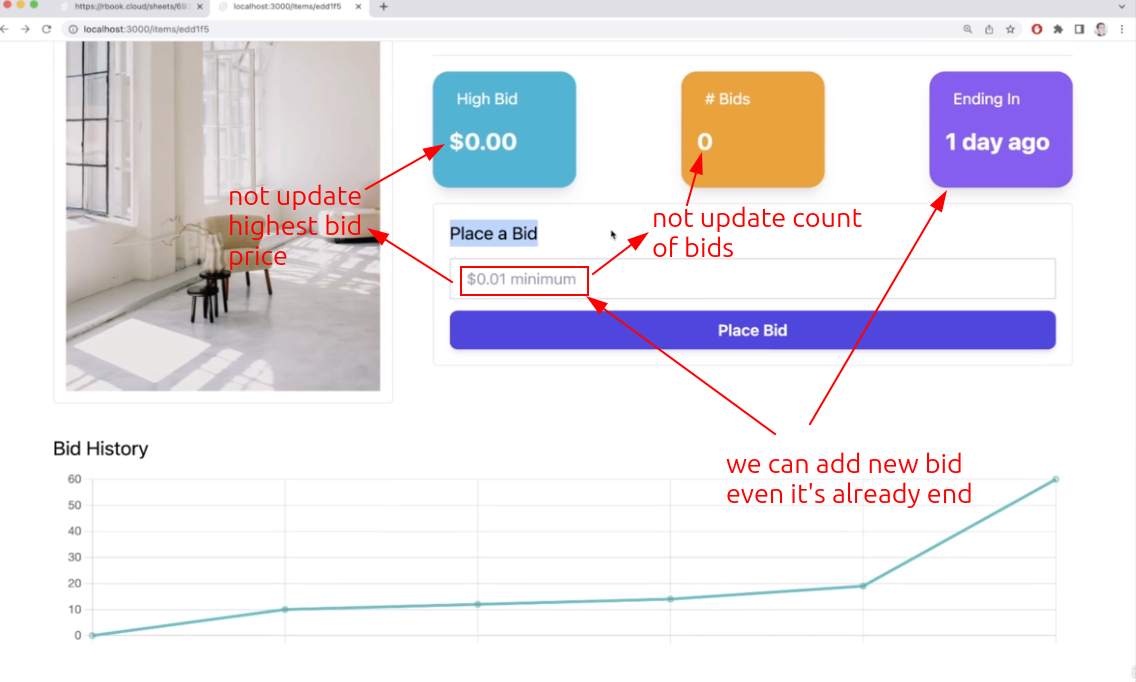 https://rbook.cloud/sheets/69
localhost:3000/items/edd1f5
localhost:3000/items/edd1f5
High Bid
$0.00
# Bids
0
Ending In
1 day ago
not update
highest bid
price
not update count
of bids
Place a Bid
$0.01 minimum
Place Bid
we can add new bid
even it's already end
Bid History
60
50
40
30
20
10
0